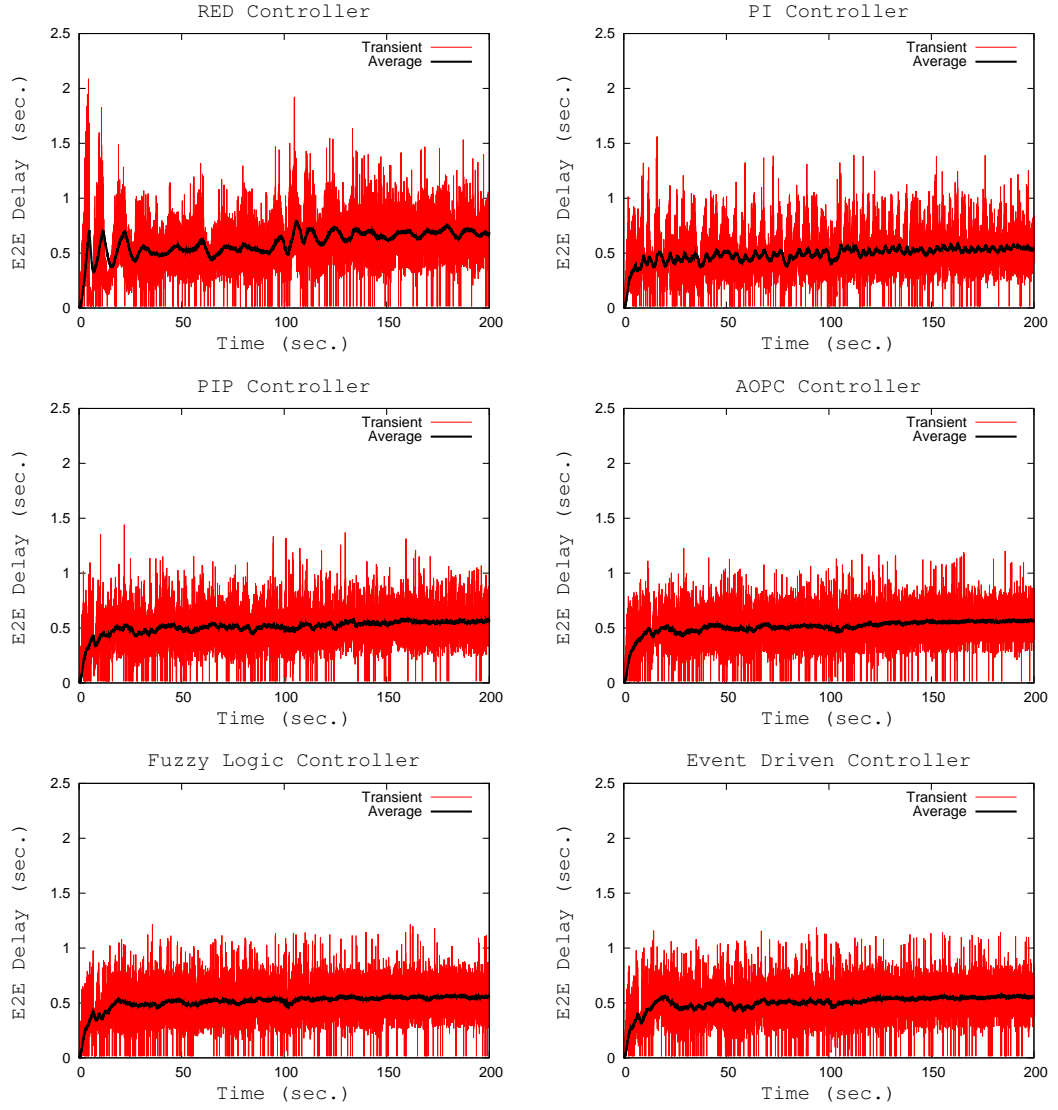 RED Controller
2.5
2
1.5
1
0.5
0
E2E Delay (sec.)
Transient
Average
0 50 100 150 200
Time (sec.)
PI Controller
2.5
2
1.5
1
0.5
0
E2E Delay (sec.)
Transient
Average
0 50 100 150 200
Time (sec.)
PIP Controller
2.5
2
1.5
1
0.5
0
E2E Delay (sec.)
Transient
Average
0 50 100 150 200
Time (sec.)
AOPC Controller
2.5
2
1.5
1
0.5
0
E2E Delay (sec.)
Transient
Average
0 50 100 150 200
Time (sec.)
Fuzzy Logic Controller
2.5
2
1.5
1
0.5
0
E2E Delay (sec.)
Transient
Average
0 50 100 150 200
Time (sec.)
Event Driven Controller
2.5
2
1.5
1
0.5
0
E2E Delay (sec.)
Transient
Average
0 50 100 150 200
Time (sec.)